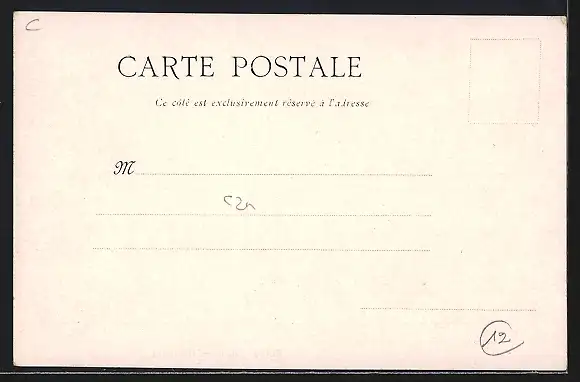 C
CARTE POSTALE
Ce côté est exclusivement réservé à l'adresse
M
12